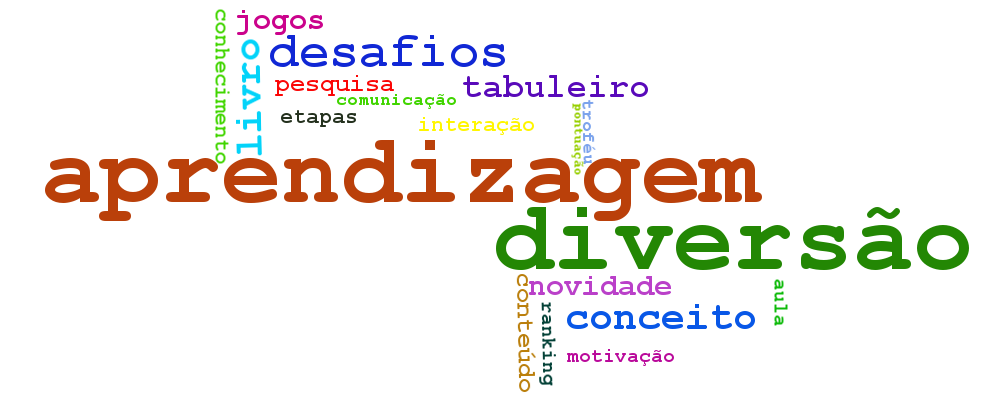 jogos
conhecimento
livro
desafios
pesquisa
tabuleiro
comunicação
etapas
interação
troféu
pontuação
aprendizagem
diversão
novidade
conteúdo
ranking
conceito
aula
motivação